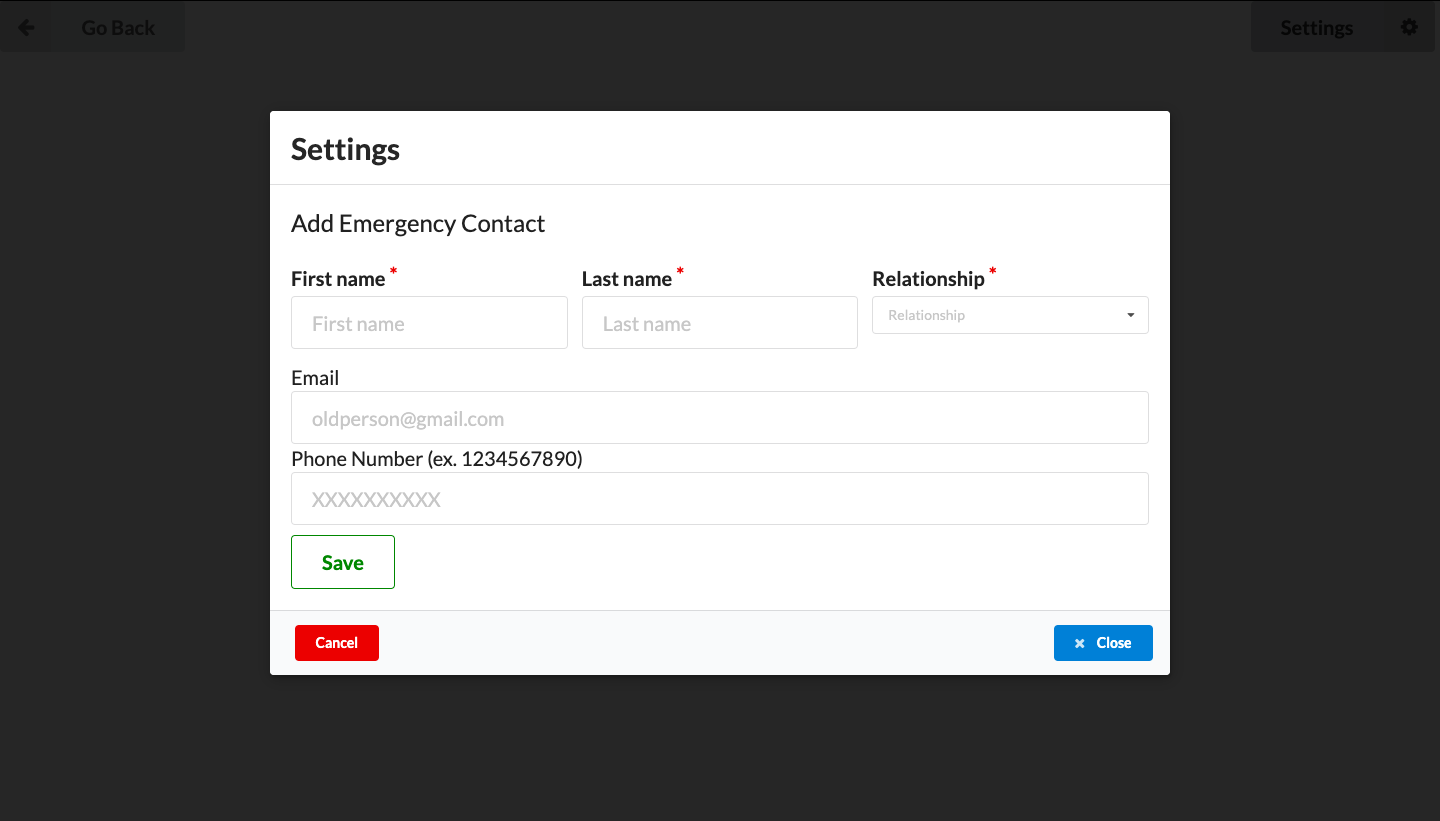 Go Back
Settings
Settings
Add Emergency Contact
First name *
Last name *
Relationship *
First name
Last name
Relationship
Email
oldperson@gmail.com
Phone Number (ex. 1234567890)
XXXXXXXXXX
Save
Cancel
Close